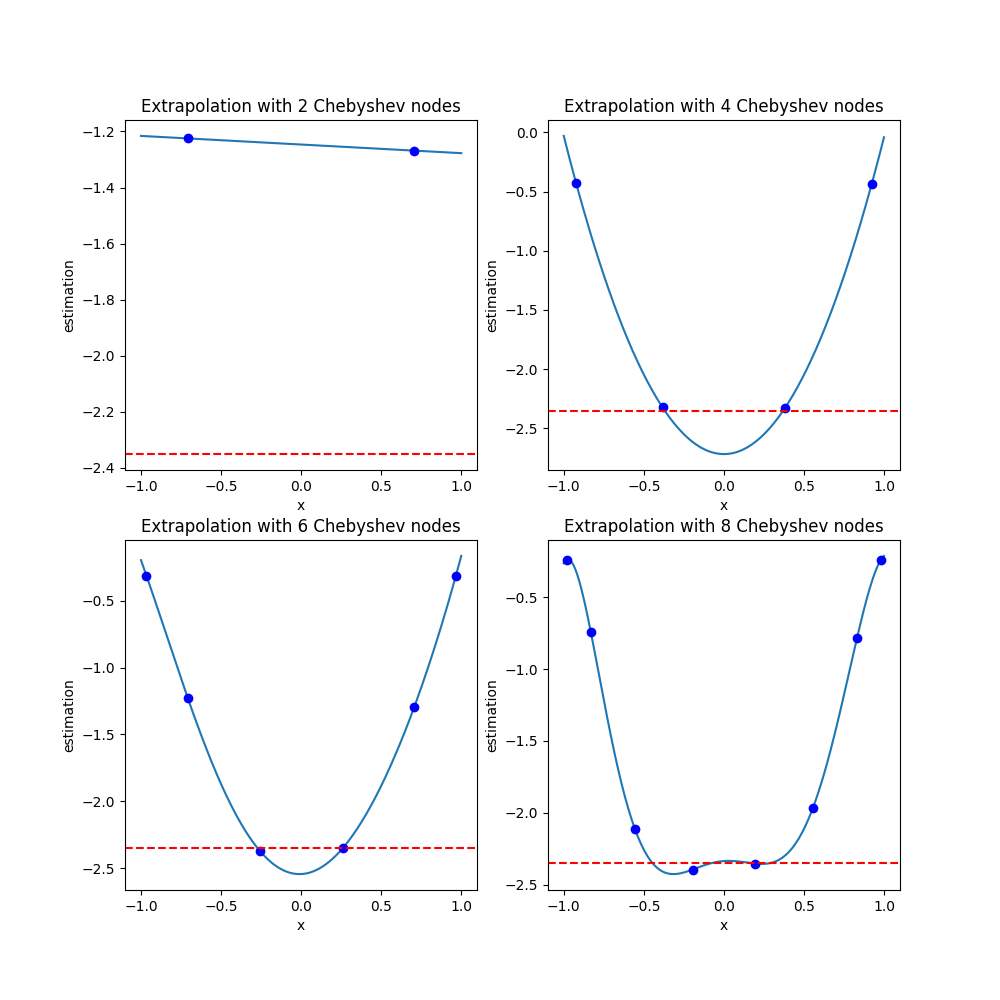 Extrapolation with 2 Chebyshev nodes
−1.2
−1.4
−1.6
−1.8
−2.0
−2.2
−2.4
estimation
−1.0 −0.5 0.0 0.5 1.0
x
Extrapolation with 4 Chebyshev nodes
0.0
−0.5
−1.0
−1.5
−2.0
−2.5
estimation
−1.0 −0.5 0.0 0.5 1.0
x
Extrapolation with 6 Chebyshev nodes
−0.5
−1.0
−1.5
−2.0
−2.5
estimation
−1.0 −0.5 0.0 0.5 1.0
x
Extrapolation with 8 Chebyshev nodes
−0.5
−1.0
−1.5
−2.0
−2.5
estimation
−1.0 −0.5 0.0 0.5 1.0
x